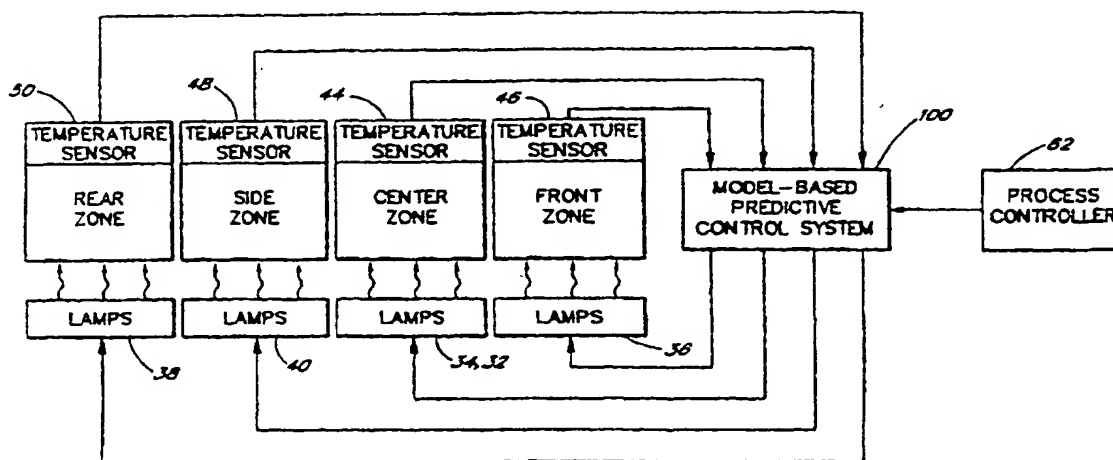 50
48
44
46
100
62
TEMPERATURE
SENSOR
REAR
ZONE
TEMPERATURE
SENSOR
SIDE
ZONE
TEMPERATURE
SENSOR
CENTER
ZONE
TEMPERATURE
SENSOR
FRONT
ZONE
MODEL-BASED
PREDICTIVE
CONTROL SYSTEM
PROCESS
CONTROLLER
LAMPS
LAMPS
LAMPS
LAMPS
38
40
34,32
36